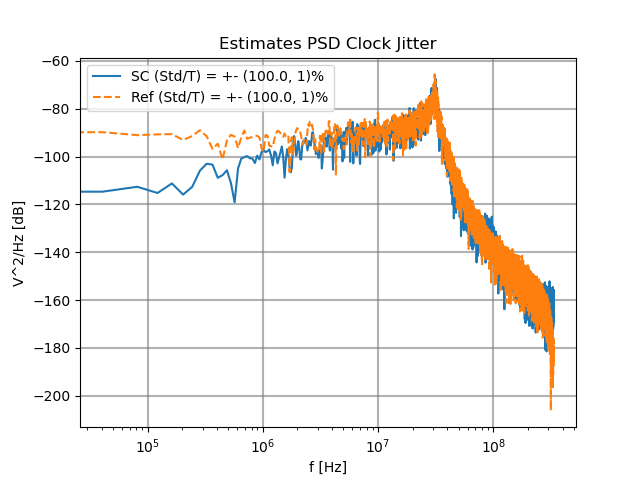 Estimates PSD Clock Jitter
SC (Std/T) = +- (100.0, 1)%
Ref (Std/T) = +- (100.0, 1)%
−60
−80
−100
−120
−140
−160
−180
−200
V^2/Hz [dB]
10^5 10^6 10^7 10^8
f [Hz]